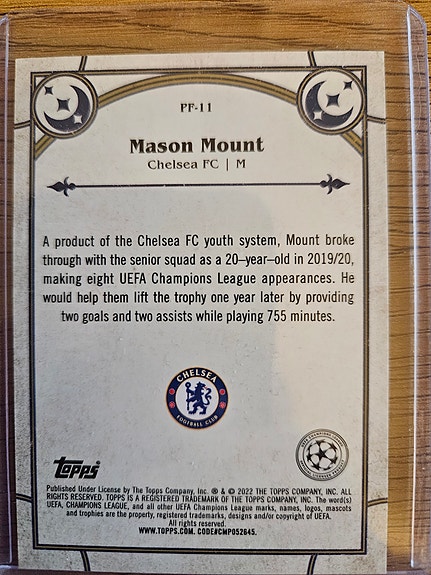 PF-11
Mason Mount
Chelsea FC | M
A product of the Chelsea FC youth system, Mount broke
through with the senior squad as a 20-year-old in 2019/20,
making eight UEFA Champions League appearances. He
would help them lift the trophy one year later by providing
two goals and two assists while playing 755 minutes.
CHELSEA
FOOTBALL CLUB
Topps
Published Under License by The Topps Company, Inc. ® & © 2022 THE TOPPS COMPANY, INC. ALL
RIGHTS RESERVED. TOPPS IS A REGISTERED TRADEMARK OF THE TOPPS COMPANY, INC. The word(s)
UEFA, CHAMPIONS LEAGUE, and all other UEFA Champions League marks, names, logos, mascots
and trophies are the property, registered trademarks, designs and/or copyright of UEFA.
All rights reserved.
WWW.TOPPS.COM. CODE#CMP052645.